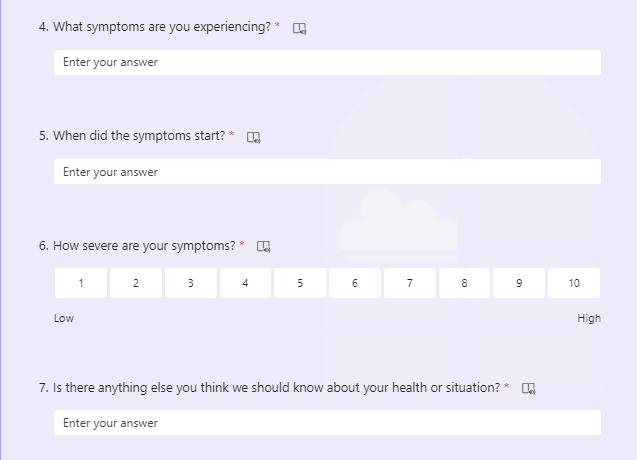 4. What symptoms are you experiencing? *
Enter your answer
5. When did the symptoms start? *
Enter your answer
6. How severe are your symptoms? *
1 2 3 4 5 6 7 8 9 10
Low High
7. Is there anything else you think we should know about your health or situation? *
Enter your answer